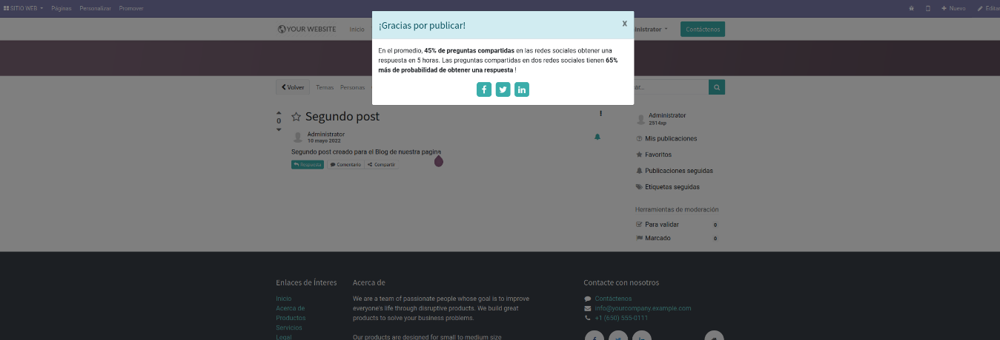 SITIO WEB Páginas Personalizar Promover Nuevo Editar
YOUR WEBSITE Inicio ministrator Contáctenos
¡Gracias por publicar! x
En el promedio, 45% de preguntas compartidas en las redes sociales obtener una
respuesta en 5 horas. Las preguntas compartidas en dos redes sociales tienen 65%
más de probabilidad de obtener una respuesta !
Volver Temas Personas
0
Segundo post
Administrator
10 mayo 2022
Segundo post creado para el Blog de nuestra pagina
Respuesta Comentario Compartir
Administrator
2514xp
Mis publicaciones
Favoritos
Publicaciones seguidas
Etiquetas seguidas
Herramientas de moderación
Para validar 0
Marcado 0
Enlaces de Ínteres
Inicio
Acerca de
Productos
Servicios
Legal
Acerca de
We are a team of passionate people whose goal is to improve
everyone's life through disruptive products. We build great
products to solve your business problems.
Our products are designed for small to medium size
Contacte con nosotros
Contáctenos
info@yourcompany.example.com
+1 (650) 555-0111